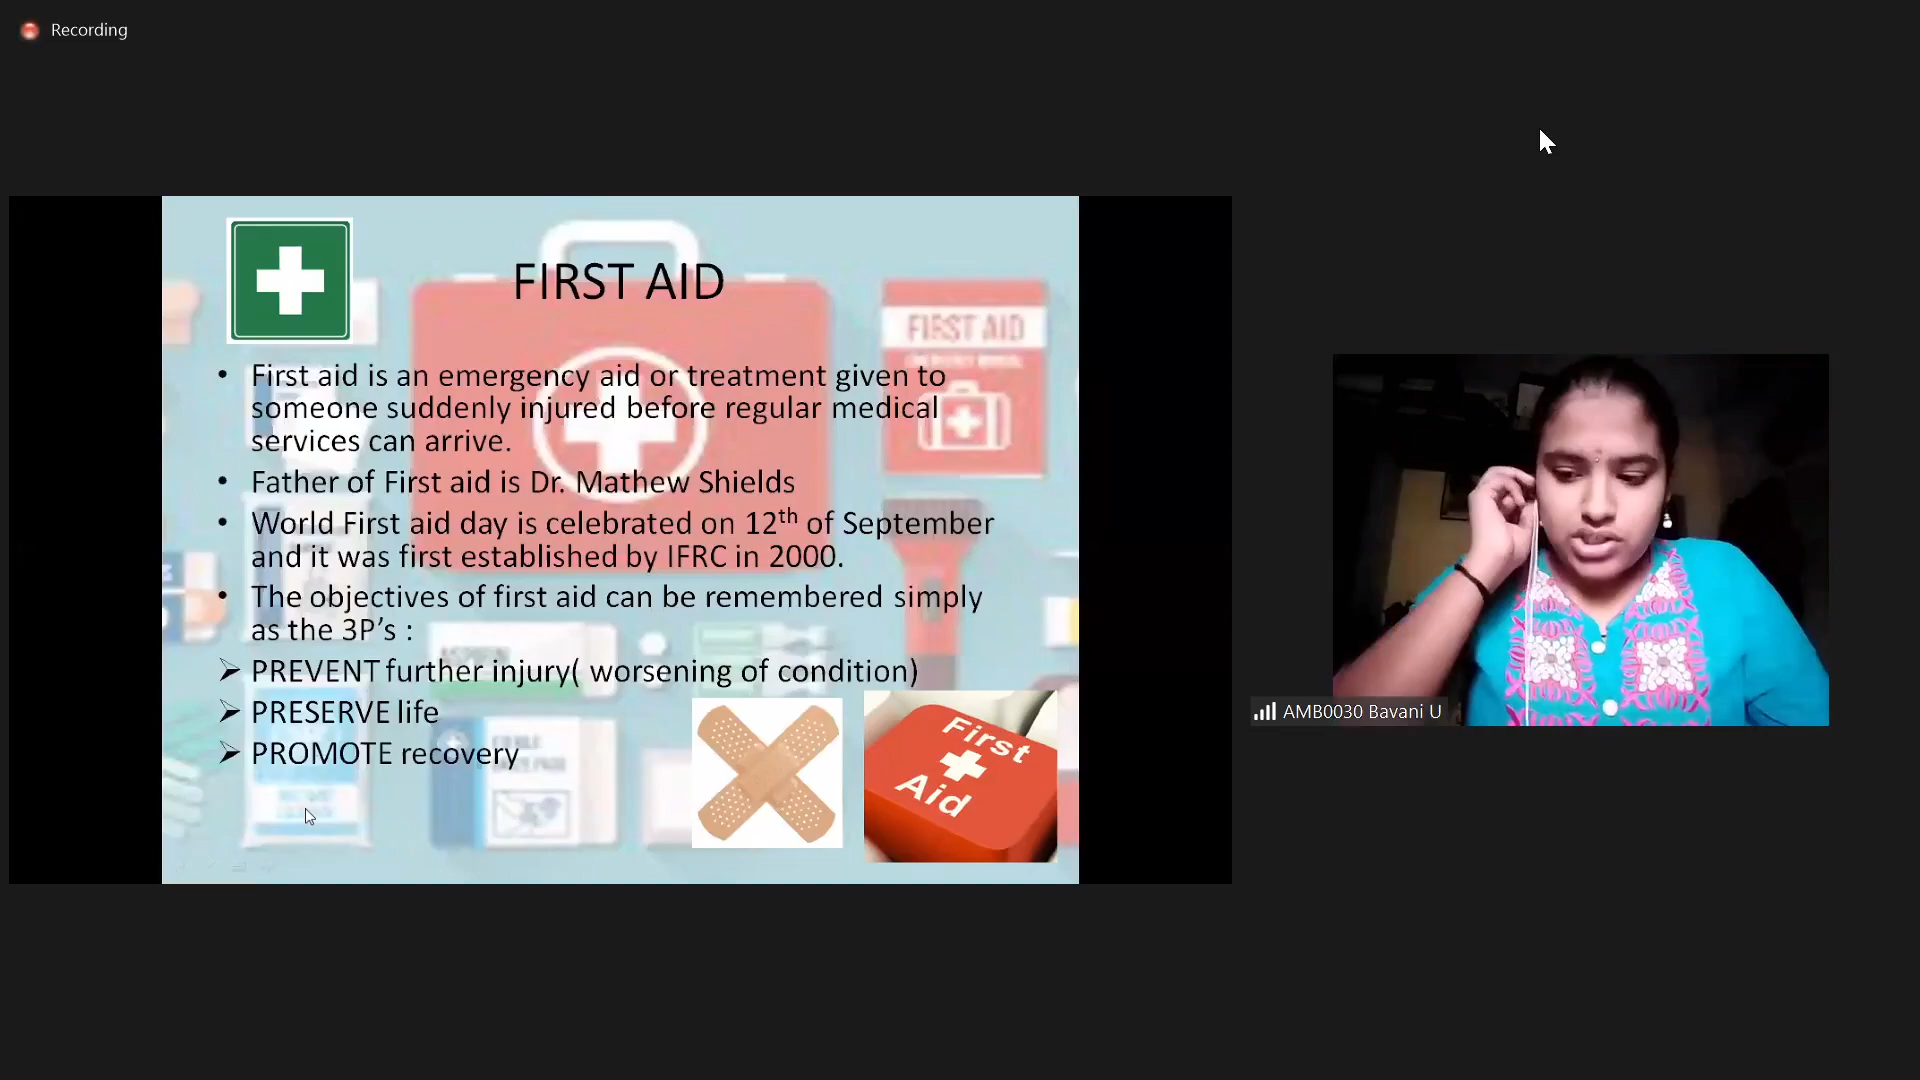 Recording
FIRST AID
• First aid is an emergency aid or treatment given to
someone suddenly injured before regular medical
services can arrive.
• Father of First aid is Dr. Mathew Shields
• World First aid day is celebrated on 12th of September
and it was first established by IFRC in 2000.
• The objectives of first aid can be remembered simply
as the 3P's :
➢ PREVENT further injury( worsening of condition)
➢ PRESERVE life
➢ PROMOTE recovery
FIRST AID
First
Aid
AMB0030 Bavani U